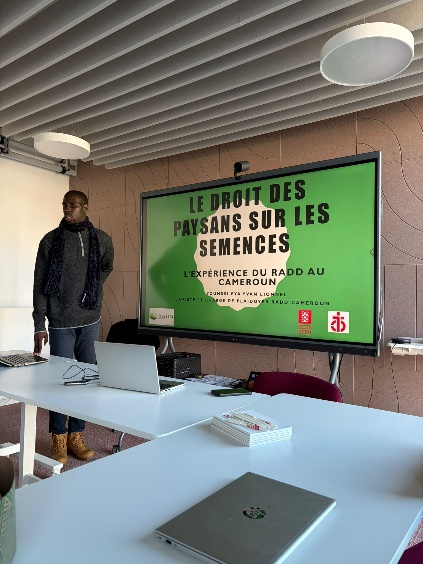 LE DROIT DES
PAYSANS SUR LES
SEMENCES
L'EXPÉRIENCE DU RADD AU
CAMEROUN